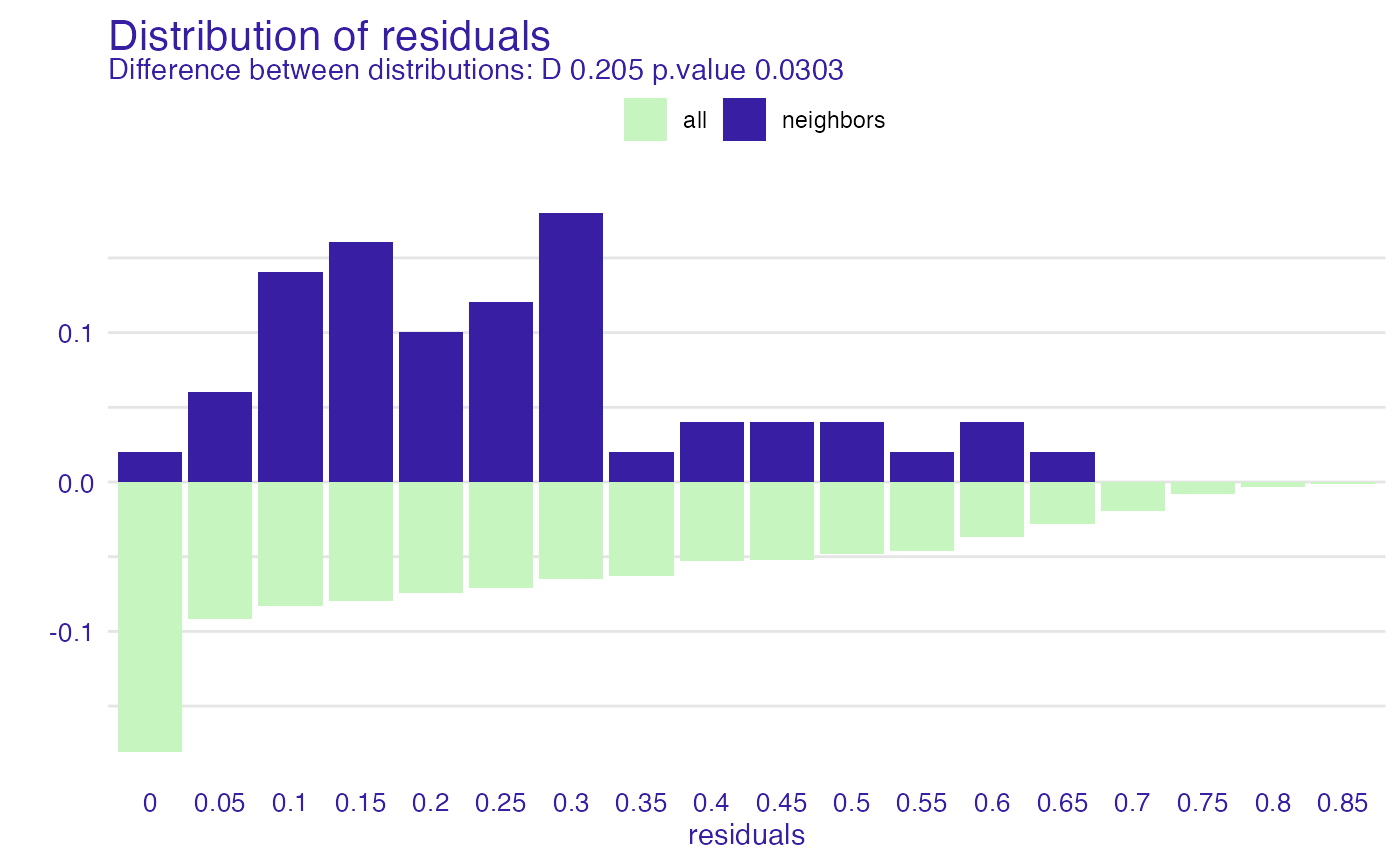 Distribution of residuals
Difference between distributions: D 0.205 p.value 0.0303
all neighbors
0.1
0.0
-0.1
0 0.05 0.1 0.15 0.2 0.25 0.3 0.35 0.4 0.45 0.5 0.55 0.6 0.65 0.7 0.75 0.8 0.85
residuals